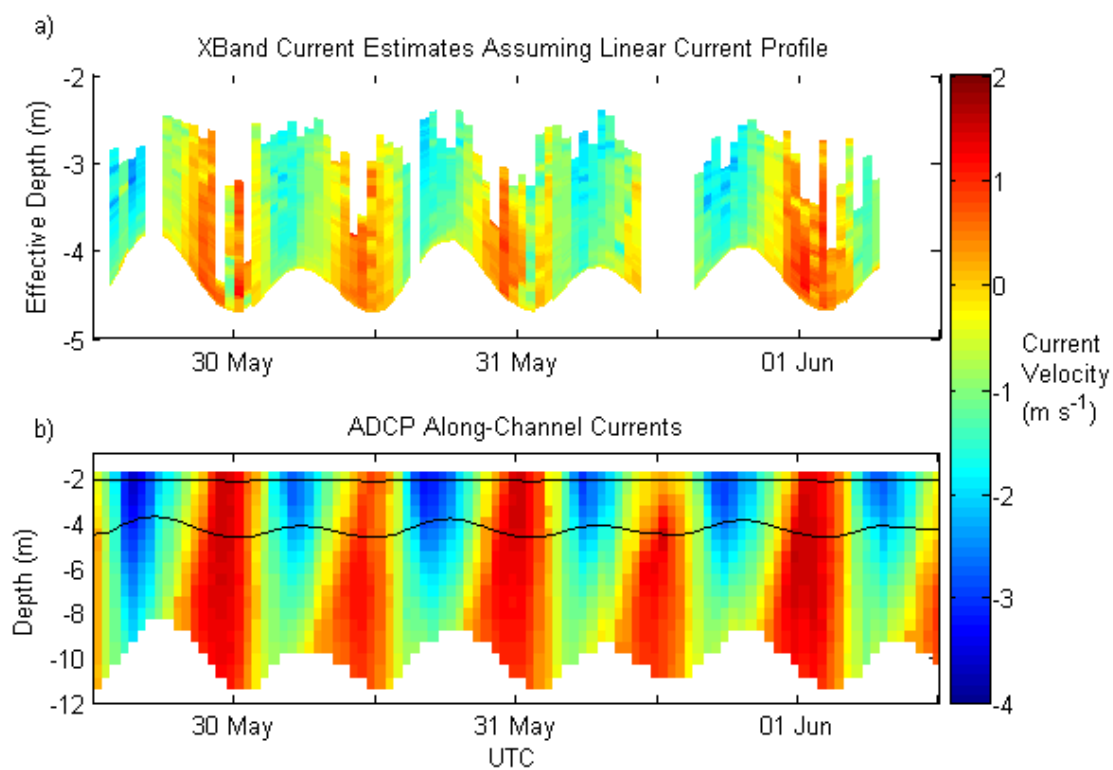 a)
XBand Current Estimates Assuming Linear Current Profile
-2
-3
-4
-5
Effective Depth (m)
30 May
31 May
01 Jun
2
1
0
-1
-2
-3
-4
Current
Velocity
(m s-1)
b)
ADCP Along-Channel Currents
-2
-4
-6
-8
-10
-12
Depth (m)
30 May
31 May
01 Jun
UTC